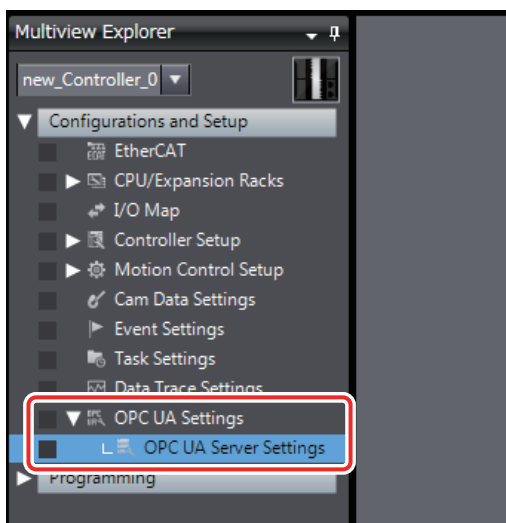 Multiview Explorer
new_Controller_0
Configurations and Setup
EtherCAT
CPU/Expansion Racks
I/O Map
Controller Setup
Motion Control Setup
Cam Data Settings
Event Settings
Task Settings
Data Trace Settings
OPC UA Settings
OPC UA Server Settings
Programming